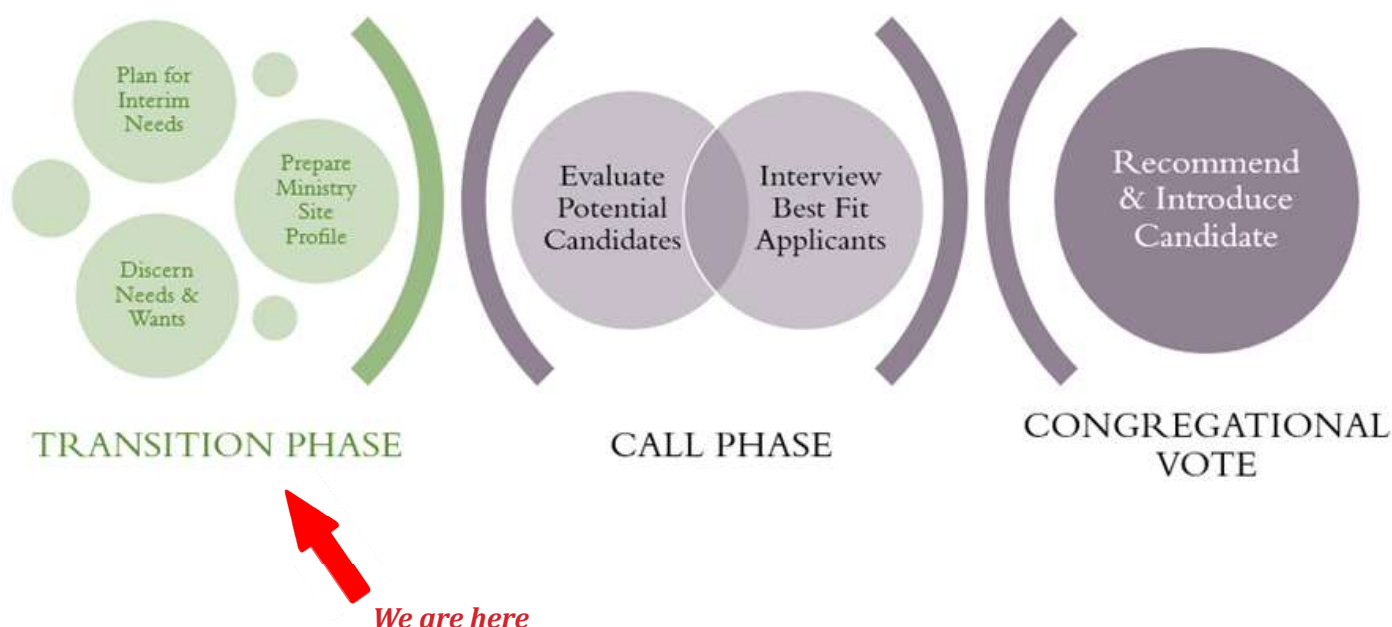 Plan for
Interim
Needs
Prepare
Ministry
Site
Profile
Discern
Needs &
Wants
TRANSITION PHASE
Evaluate
Potential
Candidates
Interview
Best Fit
Applicants
CALL PHASE
Recommend
& Introduce
Candidate
CONGREGATIONAL
VOTE
We are here